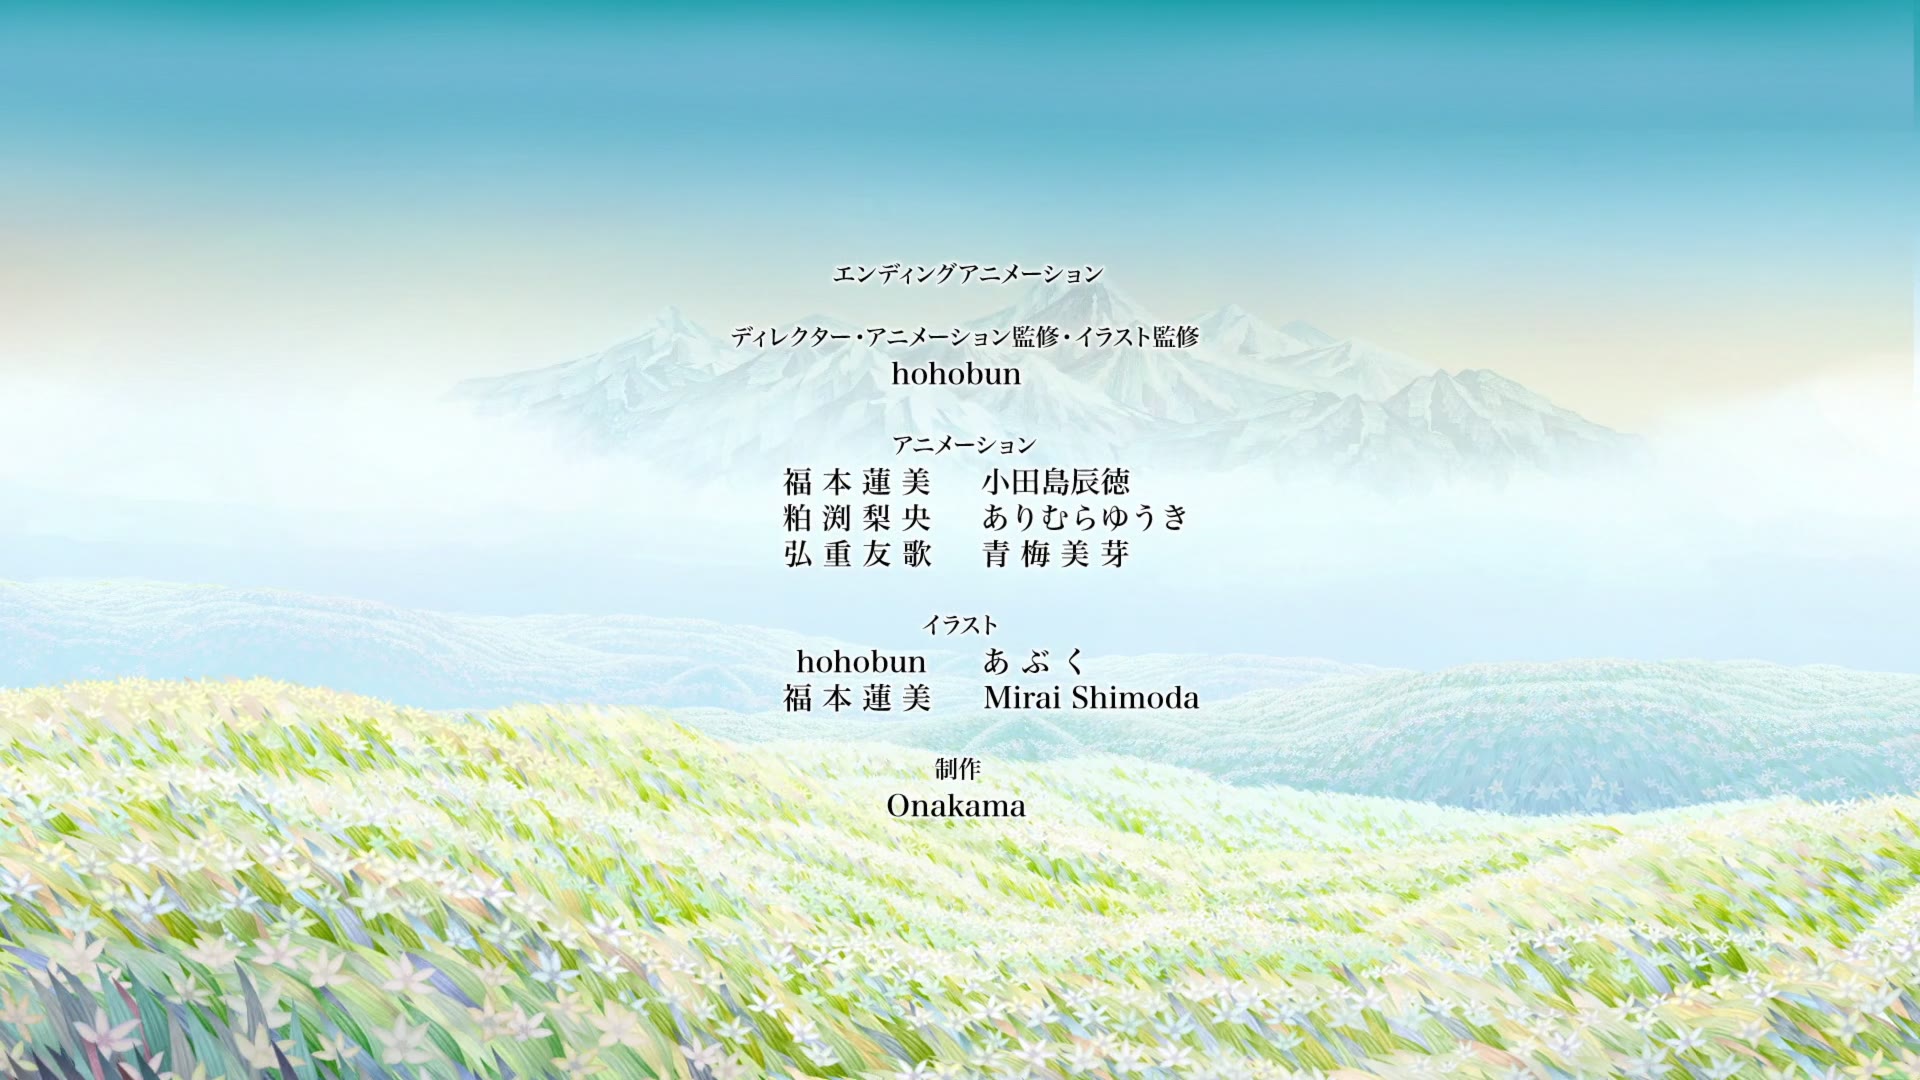 エンディングアニメーション
ディレクター・アニメーション監修・イラスト監修
hohobun
アニメーション
福本蓮美 小田島辰徳
粕渕梨央 ありむらゆうき
弘重友歌 青梅美芽
イラスト
hohobun あぶく
福本蓮美 Mirai Shimoda
制作
Onakama